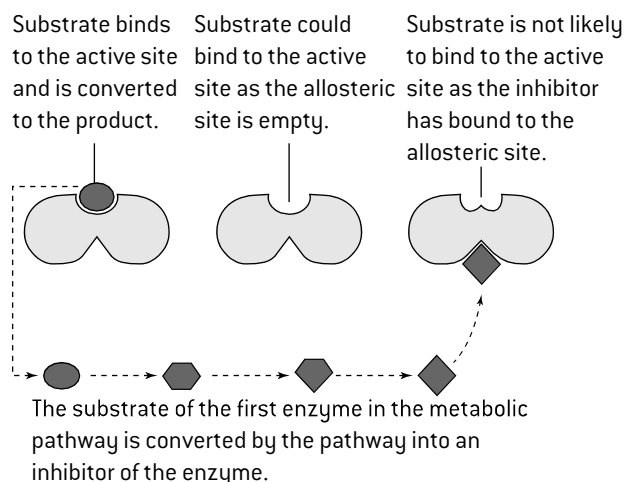 Substrate binds
to the active site
and is converted
to the product.
Substrate could
bind to the active
site as the allosteric
site is empty.
Substrate is not likely
to bind to the active
site as the inhibitor
has bound to the
allosteric site.
The substrate of the first enzyme in the metabolic
pathway is converted by the pathway into an
inhibitor of the enzyme.